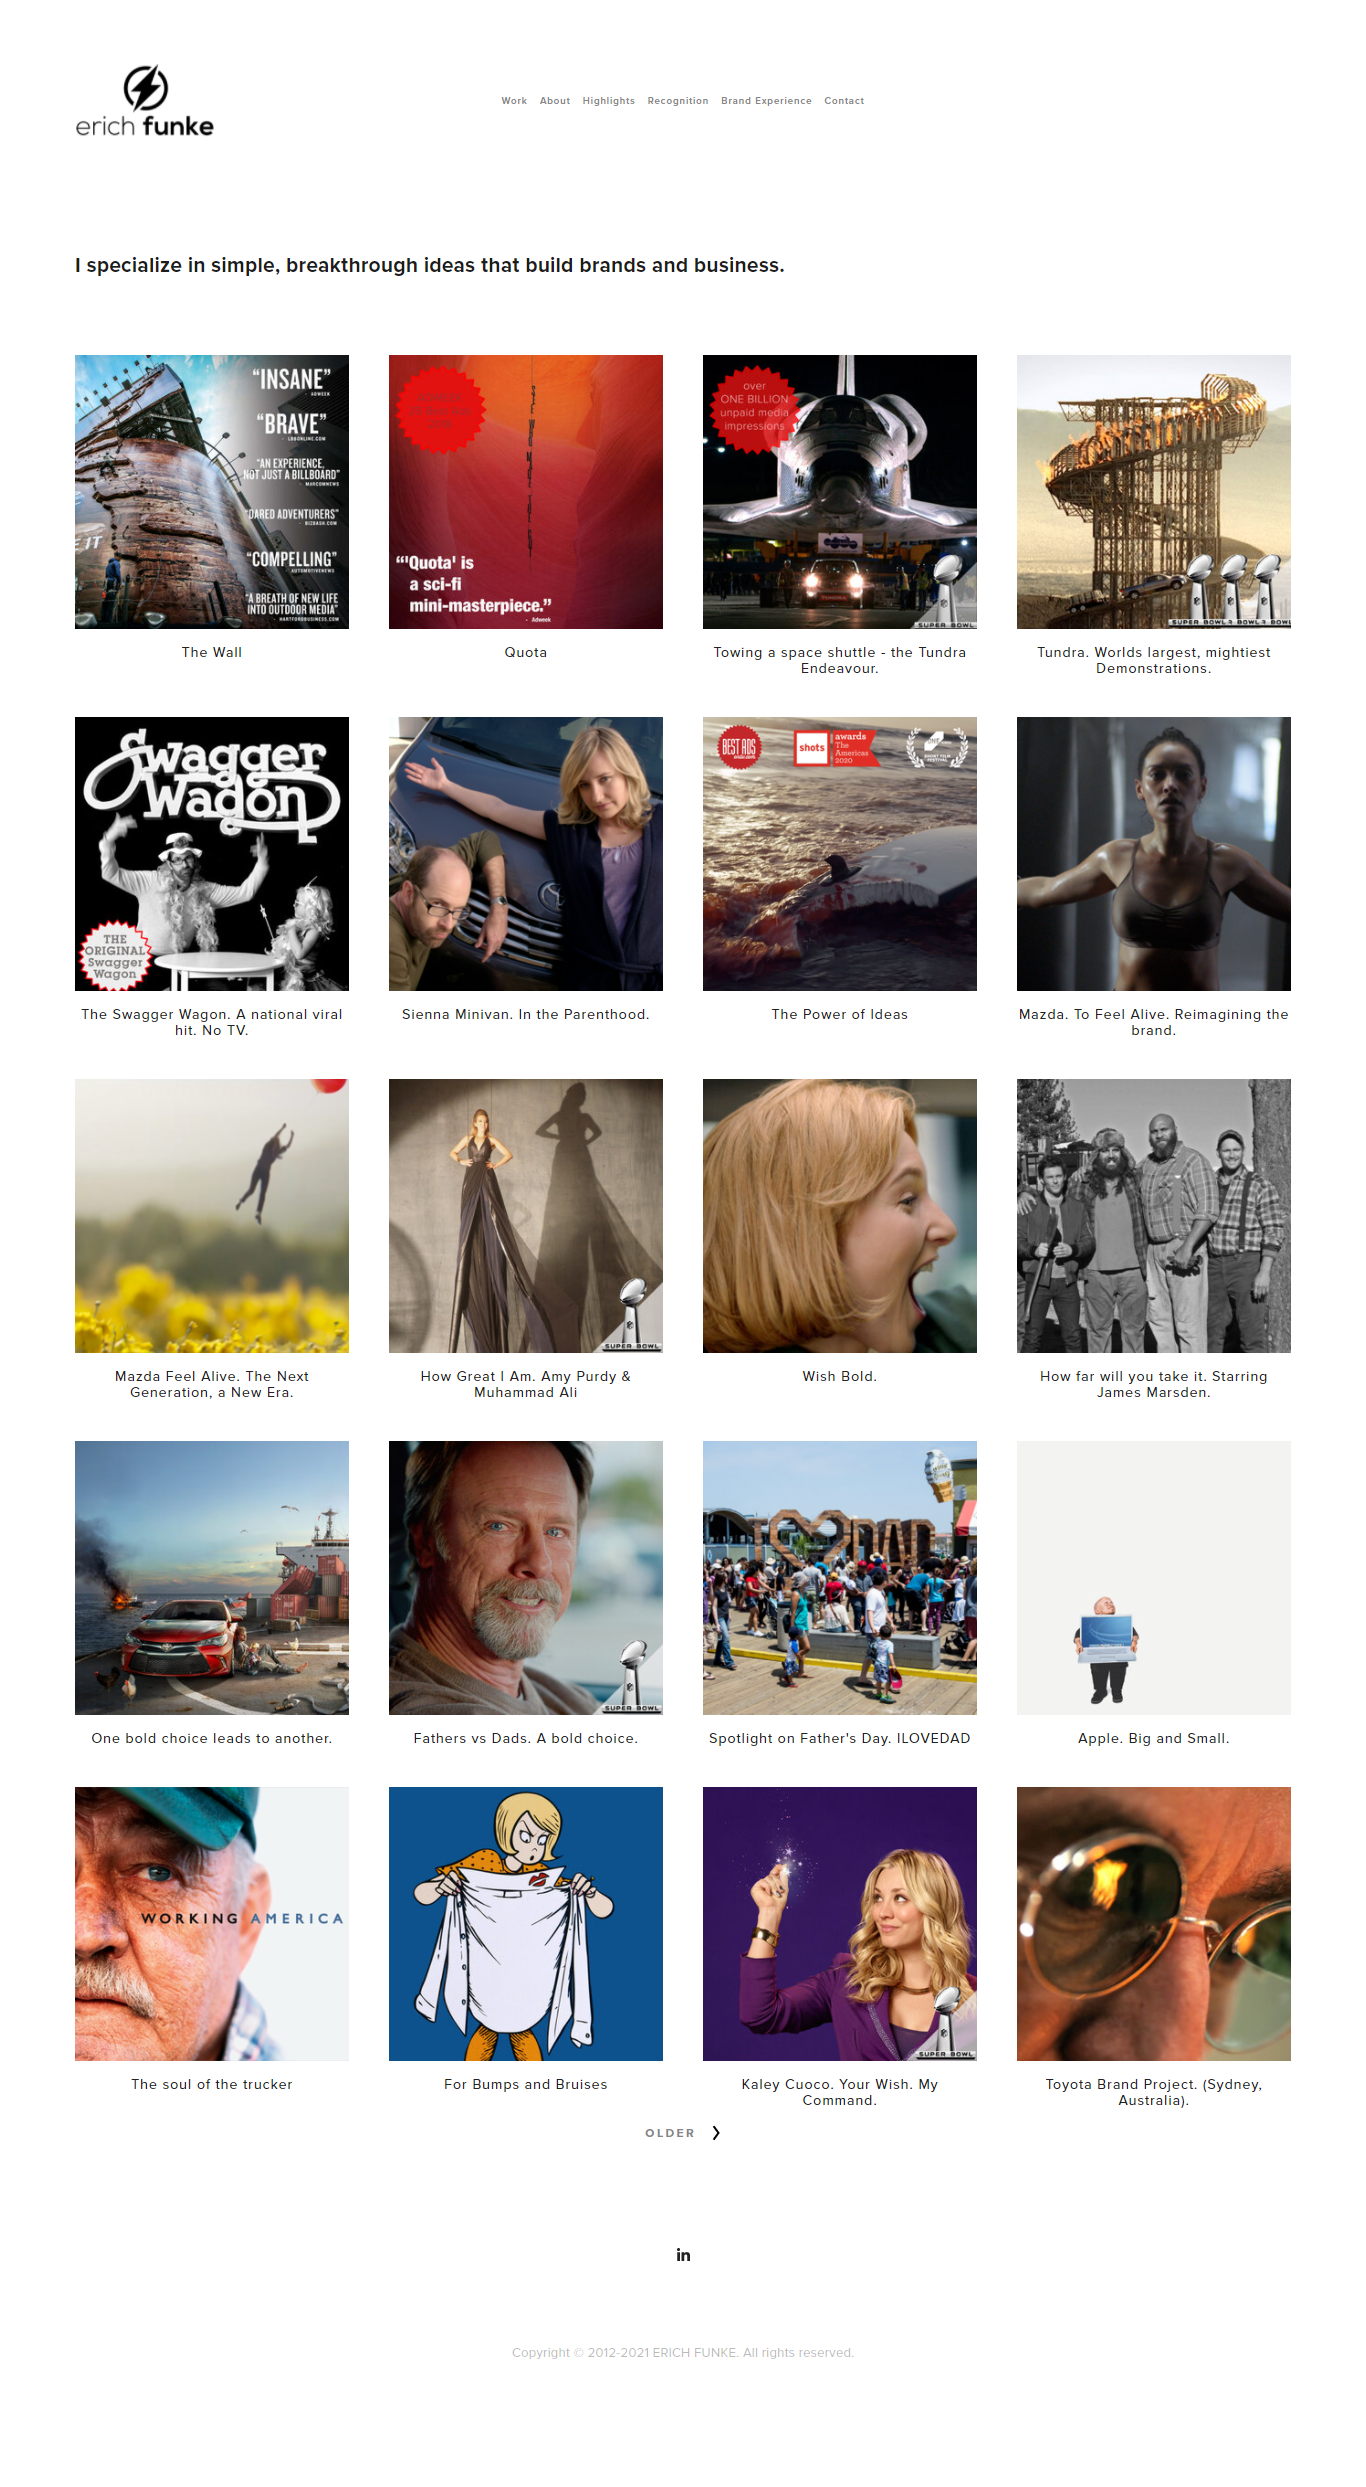 erich funke
Work About Highlights Recognition Brand Experience Contact
I specialize in simple, breakthrough ideas that build brands and business.
“INSANE”
- ADWEEK
“BRAVE”
- LBBONLINE.COM
“AN EXPERIENCE,
NOT JUST A BILLBOARD”
- MARCOMNEWS
“DARED ADVENTURERS”
- BIZBASH.COM
“COMPELLING”
AUTOMOTIVENEWS
“A BREATH OF NEW LIFE
INTO OUTDOOR MEDIA”
- HARTFORDBUSINESS.COM
E IT
The Wall
“'Quota' is
a sci-fi
mini-masterpiece.”
- Adweek
Quota
over
ONE BILLION
unpaid media
impressions
SUPER BOWL
Towing a space shuttle - the Tundra
Endeavour.
SUPER BOWL
Tundra. Worlds largest, mightiest
Demonstrations.
Swagger
Wagon
THE
ORIGINAL
Swagger
Wagon
The Swagger Wagon. A national viral
hit. No TV.
Sienna Minivan. In the Parenthood.
BEST ADS
shots
awards
The
Americas
2020
The Power of Ideas
Mazda. To Feel Alive. Reimagining the
brand.
Mazda Feel Alive. The Next
Generation, a New Era.
SUPER BOWL
How Great I Am. Amy Purdy &
Muhammad Ali
Wish Bold.
How far will you take it. Starring
James Marsden.
One bold choice leads to another.
SUPER BOWL
Fathers vs Dads. A bold choice.
Spotlight on Father's Day. ILOVEDAD
Apple. Big and Small.
WORKING AMERICA
The soul of the trucker
For Bumps and Bruises
SUPER BOWL
Kaley Cuoco. Your Wish. My
Command.
Toyota Brand Project. (Sydney,
Australia).
OLDER
in
Copyright © 2012-2021 ERICH FUNKE. All rights reserved.